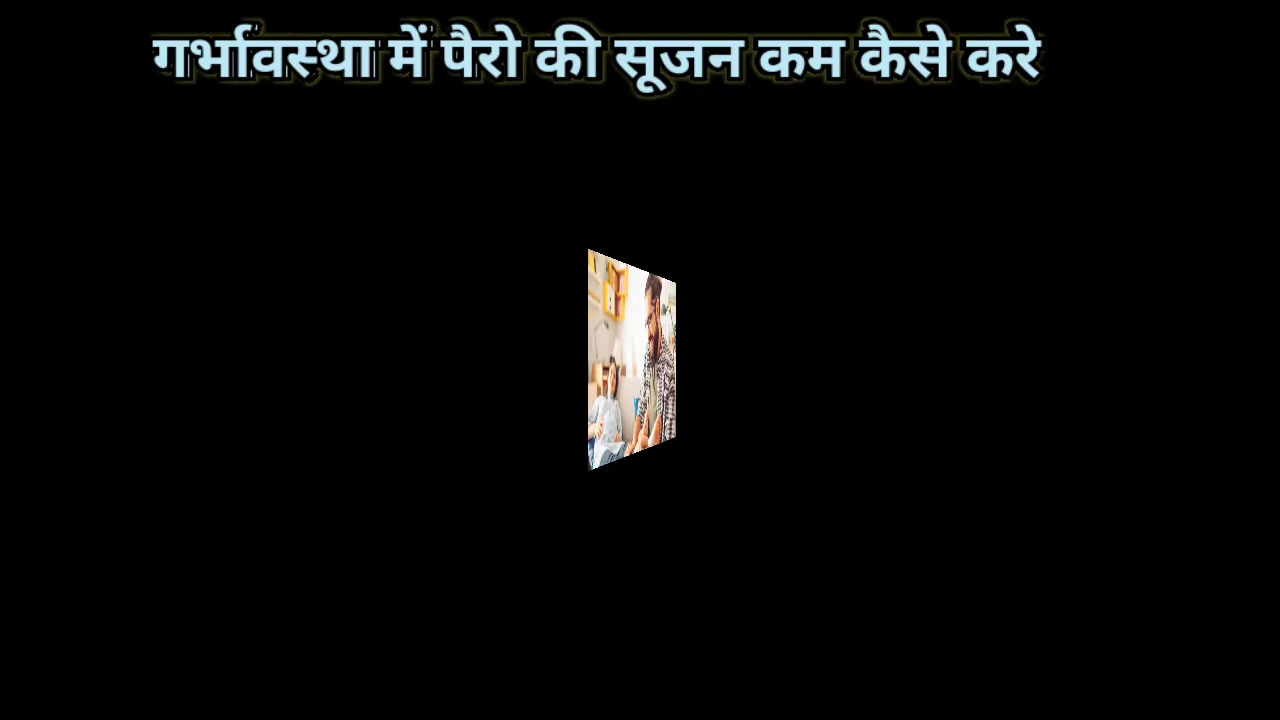 गर्भावस्था में पैरो की सूजन कम कैसे करे